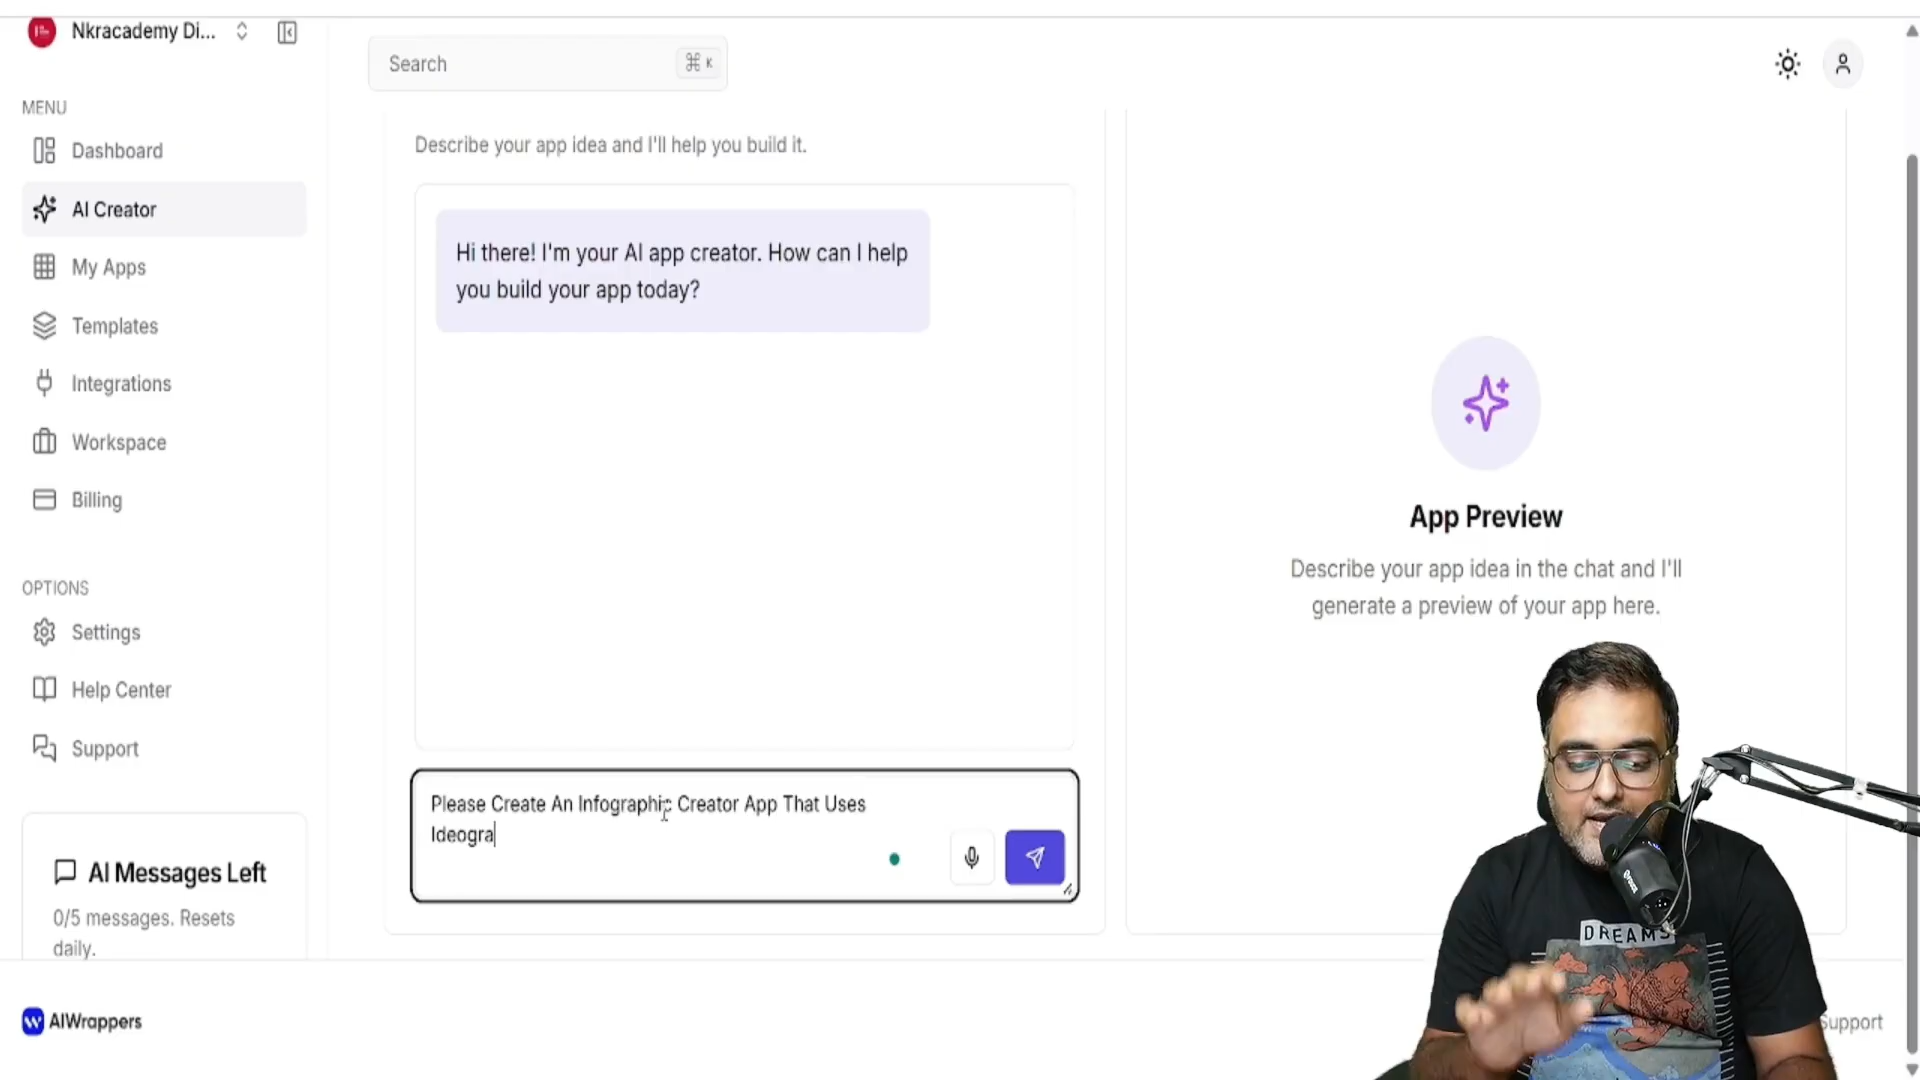 Nkracademy Di...
Search
⌘ K
MENU
Dashboard
AI Creator
My Apps
Templates
Integrations
Workspace
Billing
OPTIONS
Settings
Help Center
Support
AI Messages Left
0/5 messages. Resets
daily.
AIWrappers
Describe your app idea and I'll help you build it.
Hi there! I'm your AI app creator. How can I help
you build your app today?
Please Create An Infographic Creator App That Uses
Ideogra
App Preview
Describe your app idea in the chat and I'll
generate a preview of your app here.
DREAMS
Support